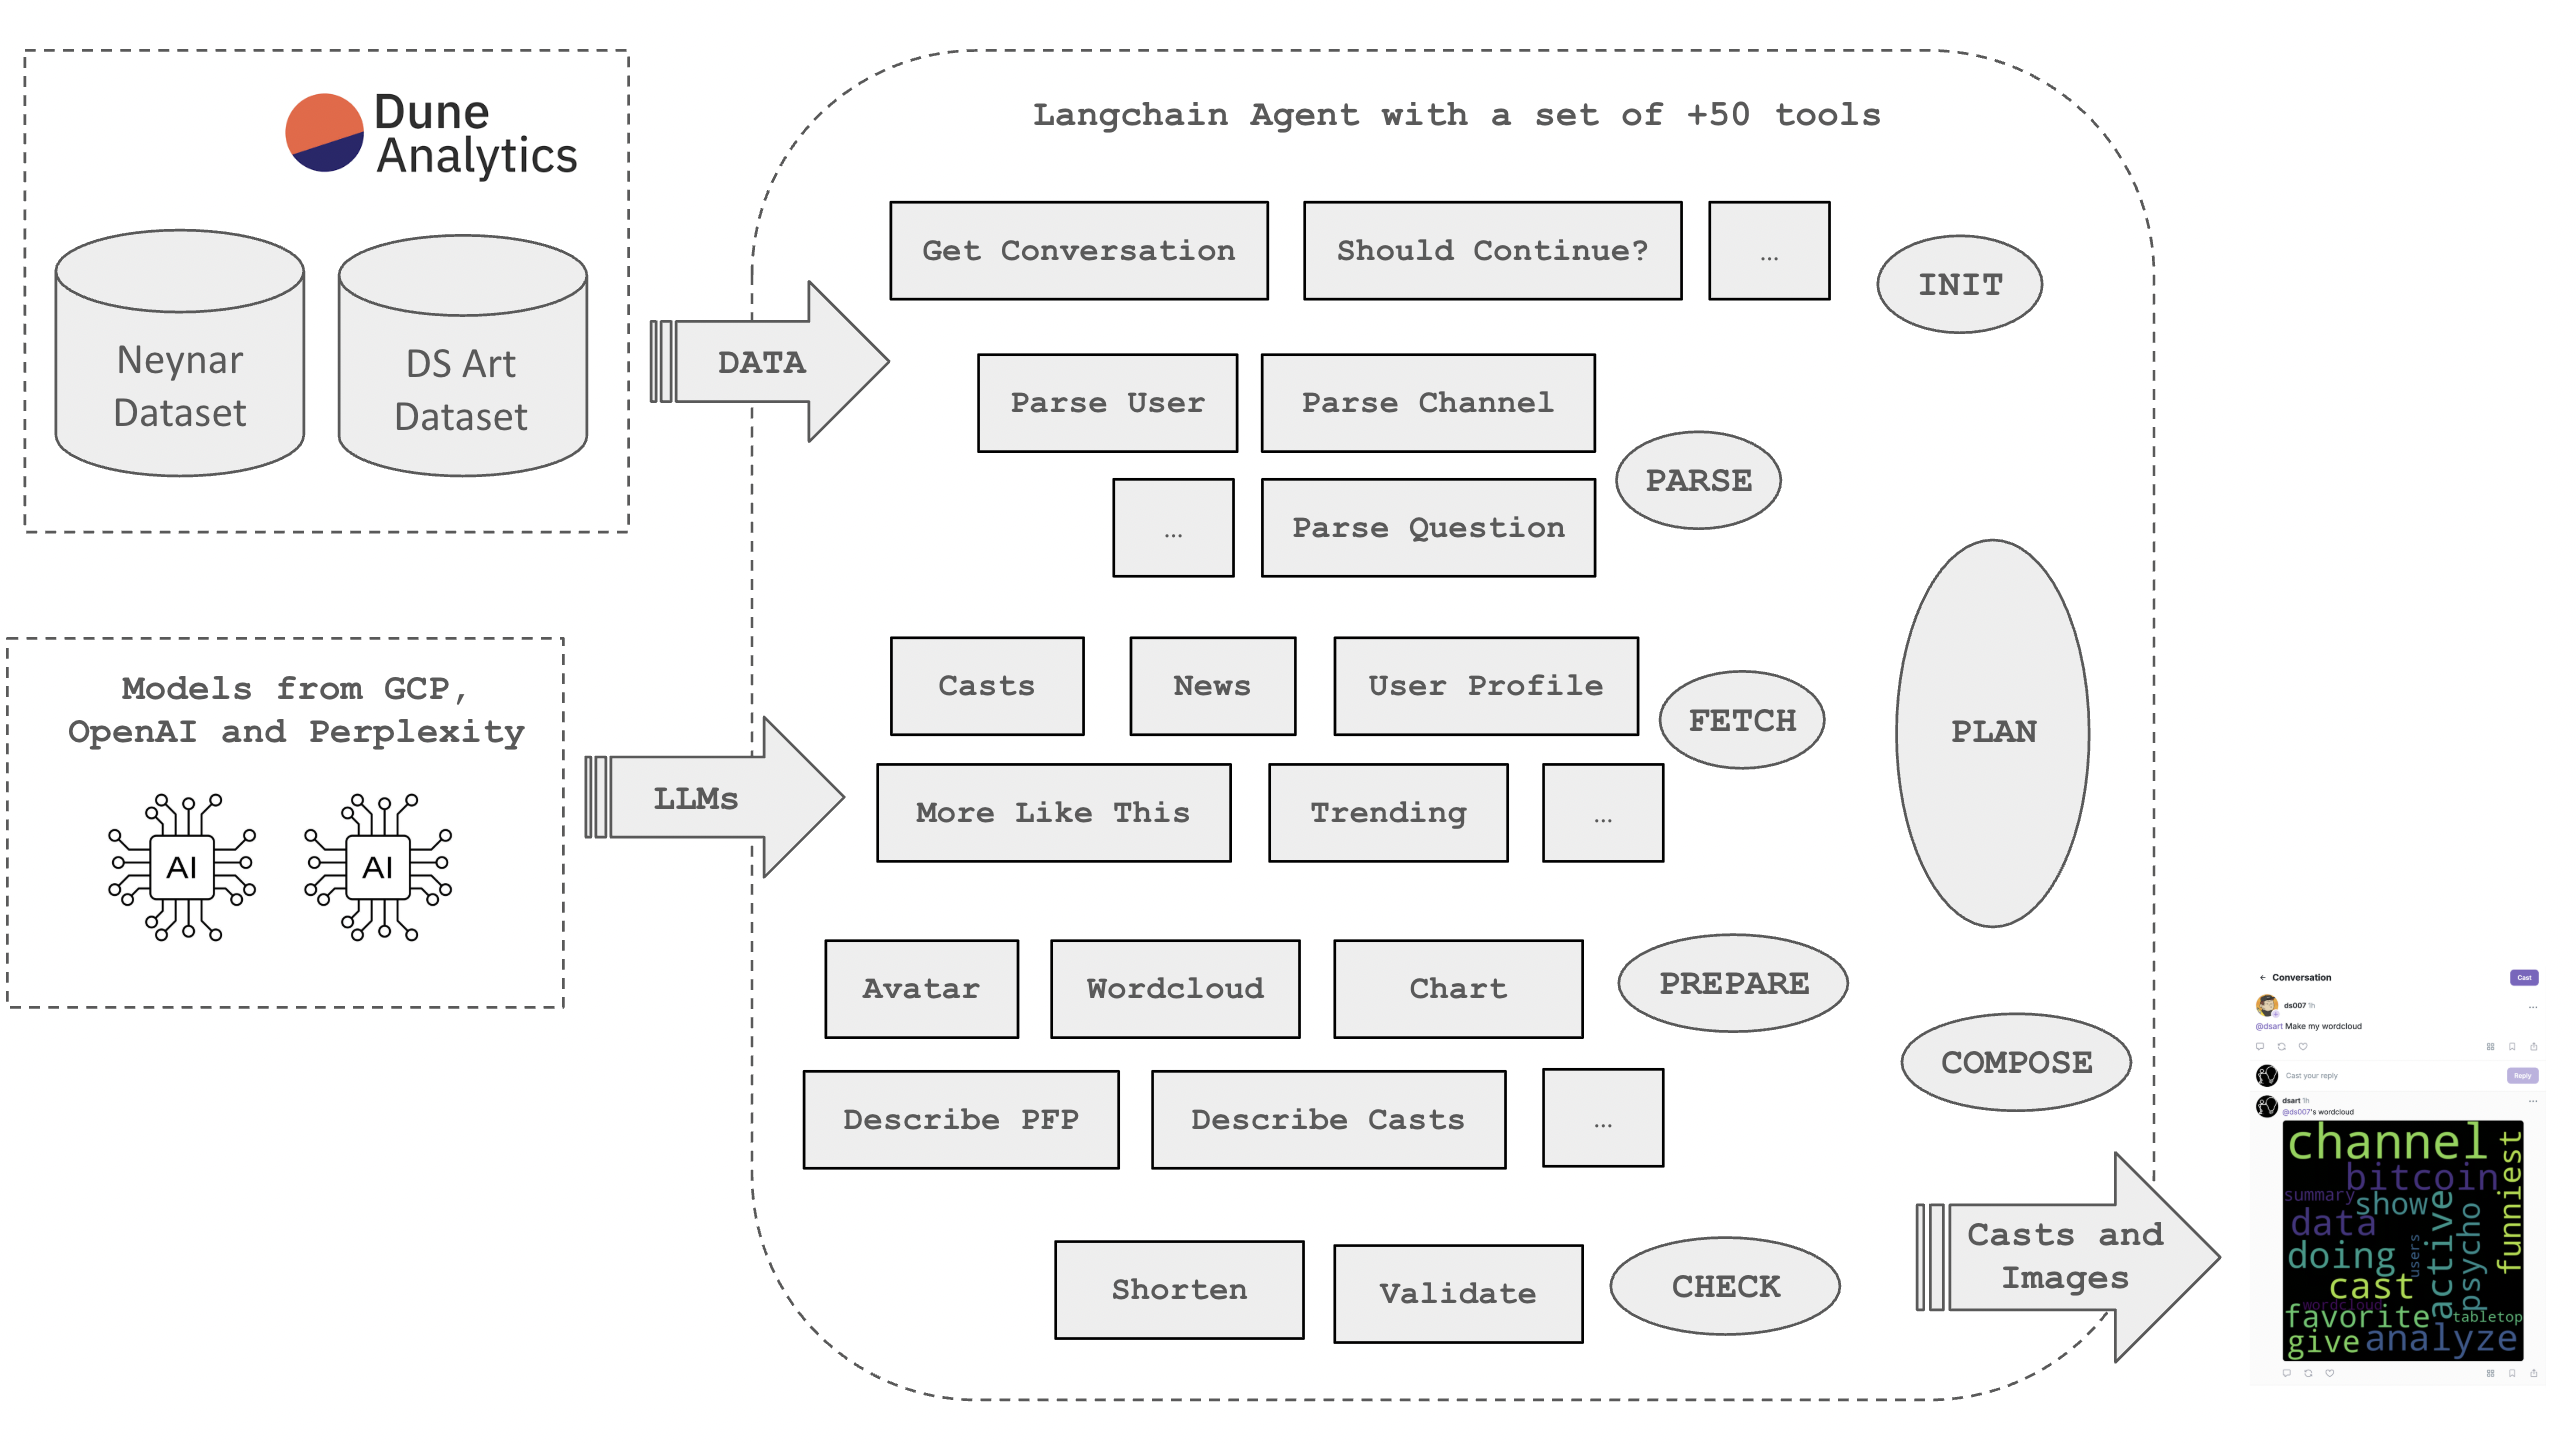 Dune
Analytics
Neynar
Dataset
DS Art
Dataset
DATA
Models from GCP,
OpenAI and Perplexity
AI
AI
LLMs
Langchain Agent with a set of +50 tools
Get Conversation
Should Continue?
...
INIT
Parse User
Parse Channel
PARSE
...
Parse Question
Casts
News
User Profile
FETCH
More Like This
Trending
...
PLAN
Avatar
Wordcloud
Chart
PREPARE
Describe PFP
Describe Casts
...
COMPOSE
Shorten
Validate
CHECK
Casts and
Images
Conversation
Cast
ds007 1h
@dsart Make my wordcloud
Cast your reply
Reply
dsart 1h
@ds007's wordcloud
channel
bitcoin
summary
show
data
doing
users
active
psycho
funniest
cast
wordcloud
favorite
tabletop
give
analyze